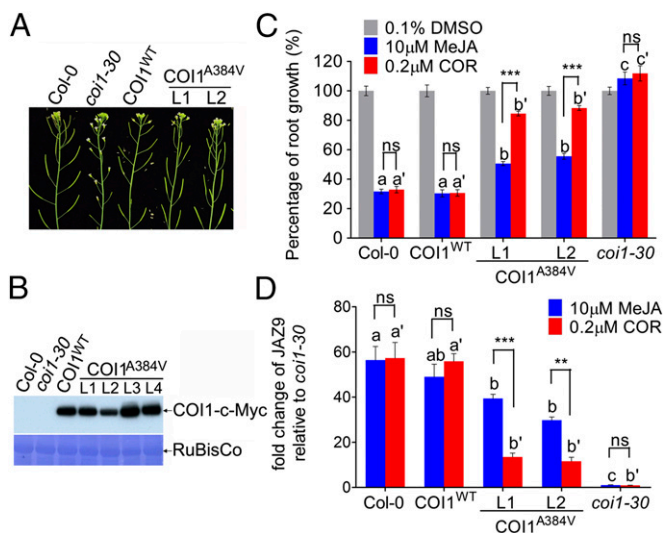 A
Col-0
coi1-30
COI1WT
COI1A384V
L1 L2
B
Col-0
coi1-30
COI1WT
COI1A384V
L1 L2 L3 L4
COI1-c-Myc
RuBisCo
C
Percentage of root growth (%)
0.1% DMSO
10μM MeJA
0.2μM COR
140
120
100
80
60
40
20
0
ns
a a'
ns
a a'
***
b b'
***
b b'
ns
c c'
Col-0 COI1WT L1 L2 coi1-30
COI1A384V
D
fold change of JAZ9
relative to coi1-30
10μM MeJA
0.2μM COR
80
60
40
20
0
ns
a a'
ns
ab a'
***
b b'
**
b b'
ns
c b'
Col-0 COI1WT L1 L2 coi1-30
COI1A384V